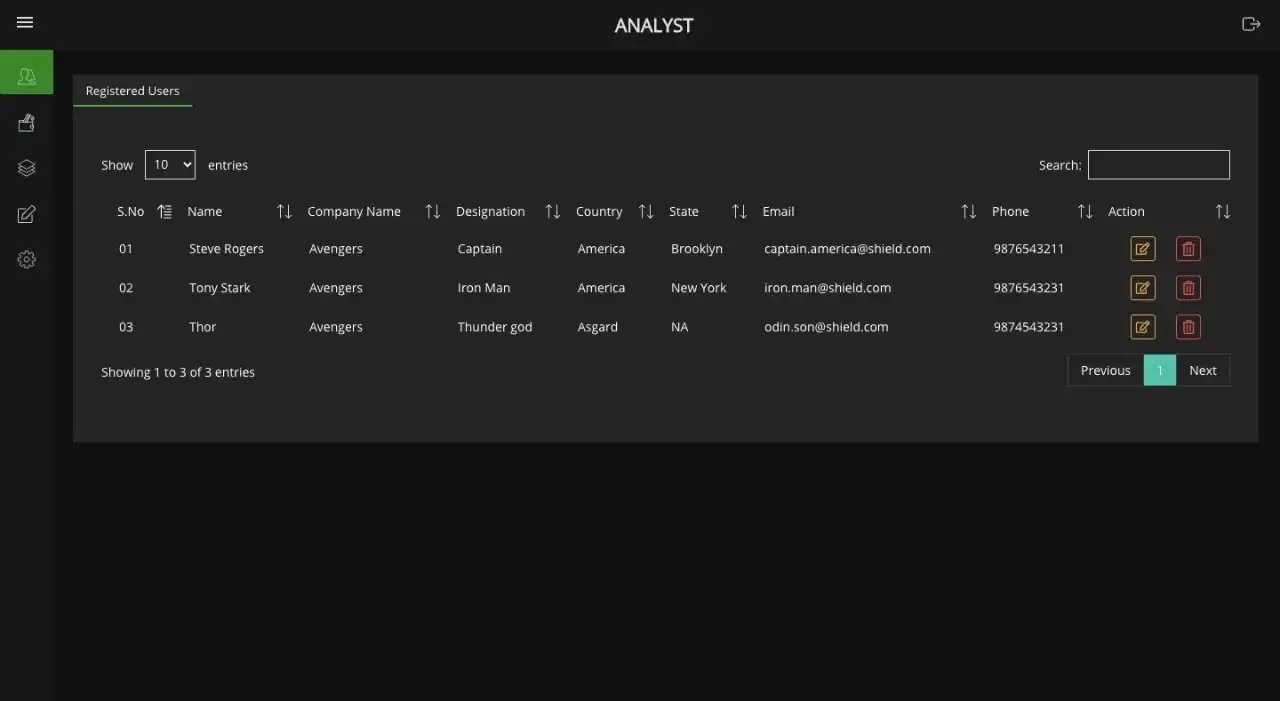 ANALYST
Registered Users
Show 10 entries Search:
S.No Name Company Name Designation Country State Email Phone Action
01 Steve Rogers Avengers Captain America Brooklyn captain.america@shield.com 9876543211
02 Tony Stark Avengers Iron Man America New York iron.man@shield.com 9876543231
03 Thor Avengers Thunder god Asgard NA odin.son@shield.com 9874543231
Showing 1 to 3 of 3 entries Previous 1 Next